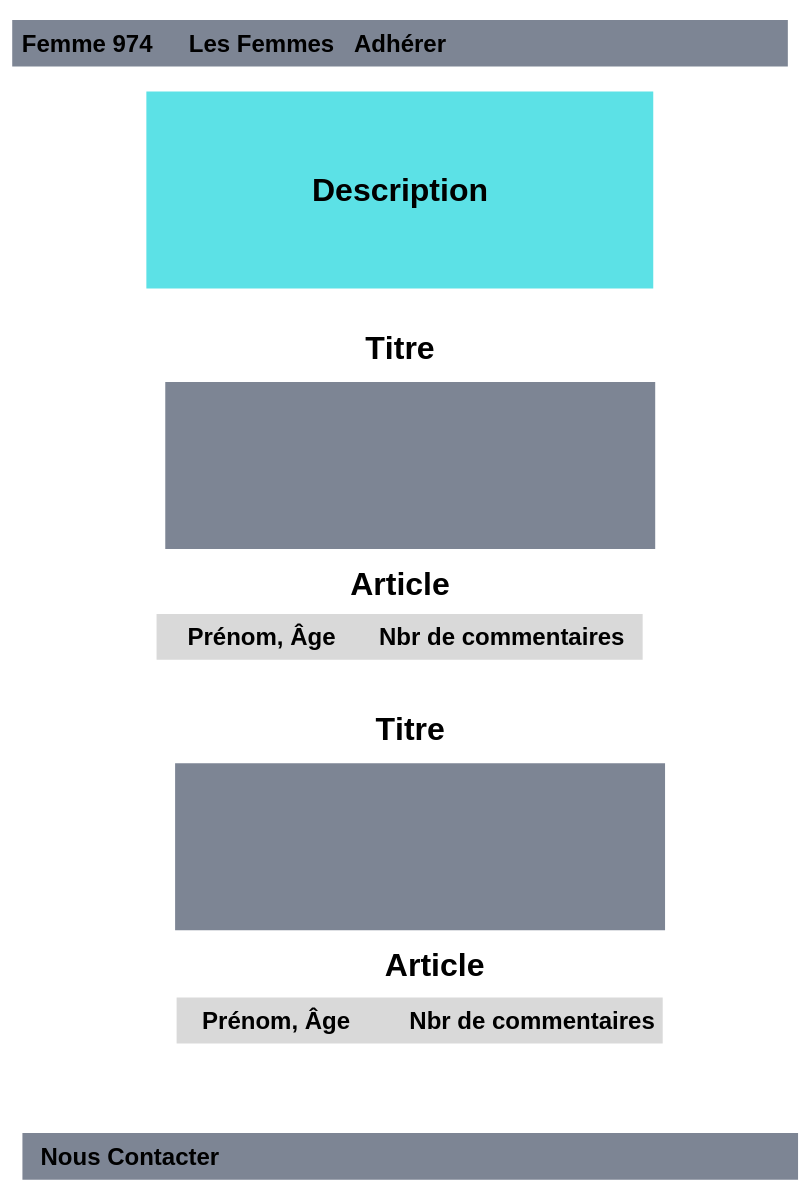 Femme 974 Les Femmes Adhérer
Description
Titre
Article
Prénom, Âge Nbr de commentaires
Titre
Article
Prénom, Âge Nbr de commentaires
Nous Contacter